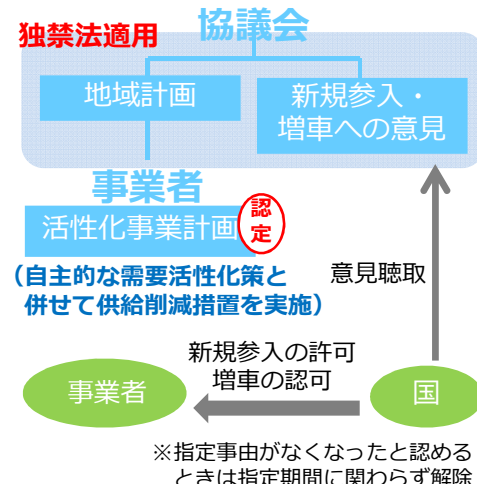 協議会
独禁法適用
地域計画
新規参入・
増車への意見
事業者
活性化事業計画
認
定
(自主的な需要活性化策と
併せて供給削減措置を実施)
意見聴取
新規参入の許可
増車の認可
事業者
国
※指定事由がなくなったと認める
ときは指定期間に関わらず解除